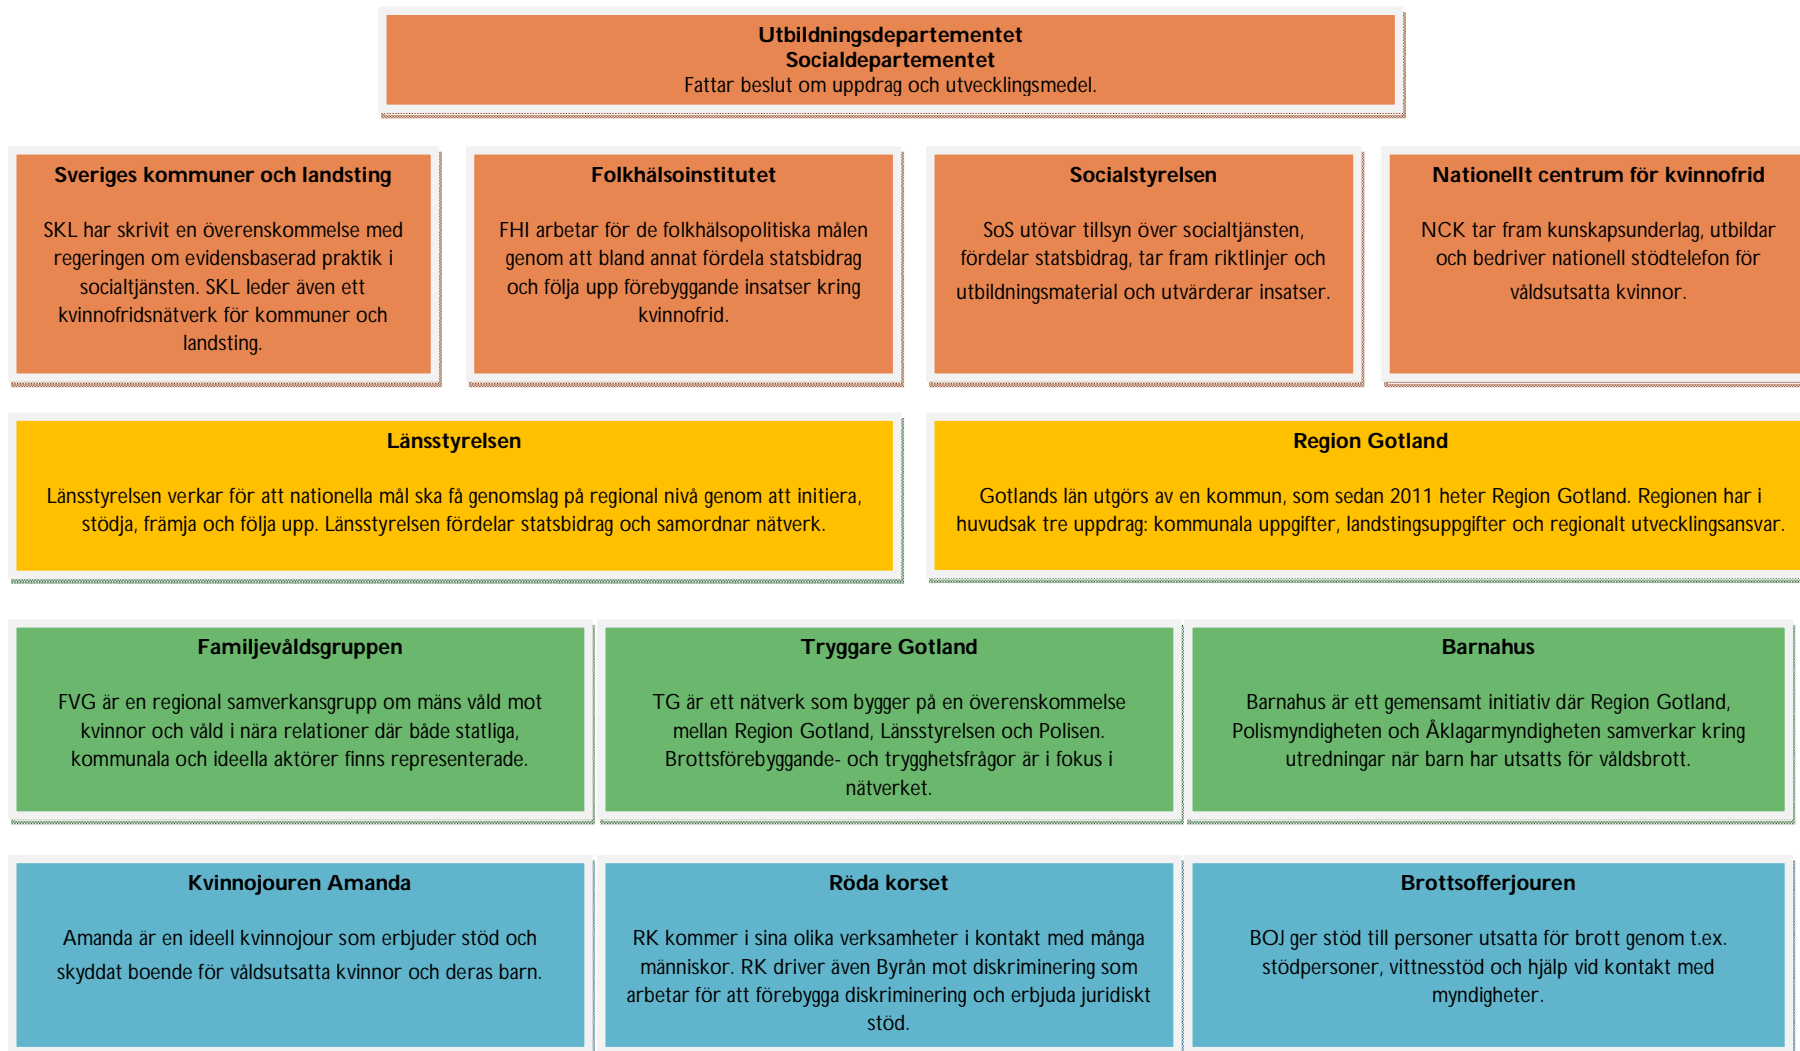 Utbildningsdepartementet
Socialdepartementet
Fattar beslut om uppdrag och utvecklingsmedel.
Sveriges kommuner och landsting
SKL har skrivit en överenskommelse med
regeringen om evidensbaserad praktik i
socialtjänsten. SKL leder även ett
kvinnofridsnätverk för kommuner och
landsting.
Folkhälsoinstitutet
FHI arbetar för de folkhälsopolitiska målen
genom att bland annat fördela statsbidrag
och följa upp förebyggande insatser kring
kvinnofrid.
Socialstyrelsen
SoS utövar tillsyn över socialtjänsten,
fördelar statsbidrag, tar fram riktlinjer och
utbildningsmaterial och utvärderar insatser.
Nationellt centrum för kvinnofrid
NCK tar fram kunskapsunderlag, utbildar
och bedriver nationell stödtelefon för
våldsutsatta kvinnor.
Länsstyrelsen
Länsstyrelsen verkar för att nationella mål ska få genomslag på regional nivå genom att initiera,
stödja, främja och följa upp. Länsstyrelsen fördelar statsbidrag och samordnar nätverk.
Region Gotland
Gotlands län utgörs av en kommun, som sedan 2011 heter Region Gotland. Regionen har i
huvudsak tre uppdrag: kommunala uppgifter, landstingsuppgifter och regionalt utvecklingsansvar.
Familjevåldsgruppen
FVG är en regional samverkansgrupp om mäns våld mot
kvinnor och våld i nära relationer där både statliga,
kommunala och ideella aktörer finns representerade.
Tryggare Gotland
TG är ett nätverk som bygger på en överenskommelse
mellan Region Gotland, Länsstyrelsen och Polisen.
Brottsförebyggande- och trygghetsfrågor är i fokus i
nätverket.
Barnahus
Barnahus är ett gemensamt initiativ där Region Gotland,
Polismyndigheten och Åklagarmyndigheten samverkar kring
utredningar när barn har utsatts för våldsbrott.
Kvinnojouren Amanda
Amanda är en ideell kvinnojour som erbjuder stöd och
skyddat boende för våldsutsatta kvinnor och deras barn.
Röda korset
RK kommer i sina olika verksamheter i kontakt med många
människor. RK driver även Byrån mot diskriminering som
arbetar för att förebygga diskriminering och erbjuda juridiskt
stöd.
Brottsofferjouren
BOJ ger stöd till personer utsatta för brott genom t.ex.
stödpersoner, vittnesstöd och hjälp vid kontakt med
myndigheter.